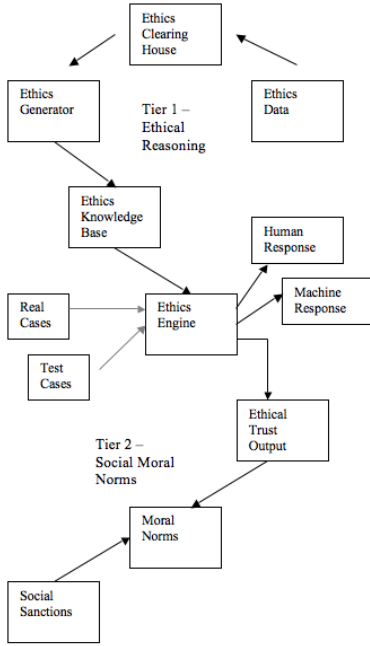 Ethics
Clearing
House
Ethics
Generator
Tier 1 –
Ethical
Reasoning
Ethics
Data
Ethics
Knowledge
Base
Human
Response
Machine
Response
Real
Cases
Ethics
Engine
Test
Cases
Ethical
Trust
Output
Tier 2 –
Social Moral
Norms
Moral
Norms
Social
Sanctions